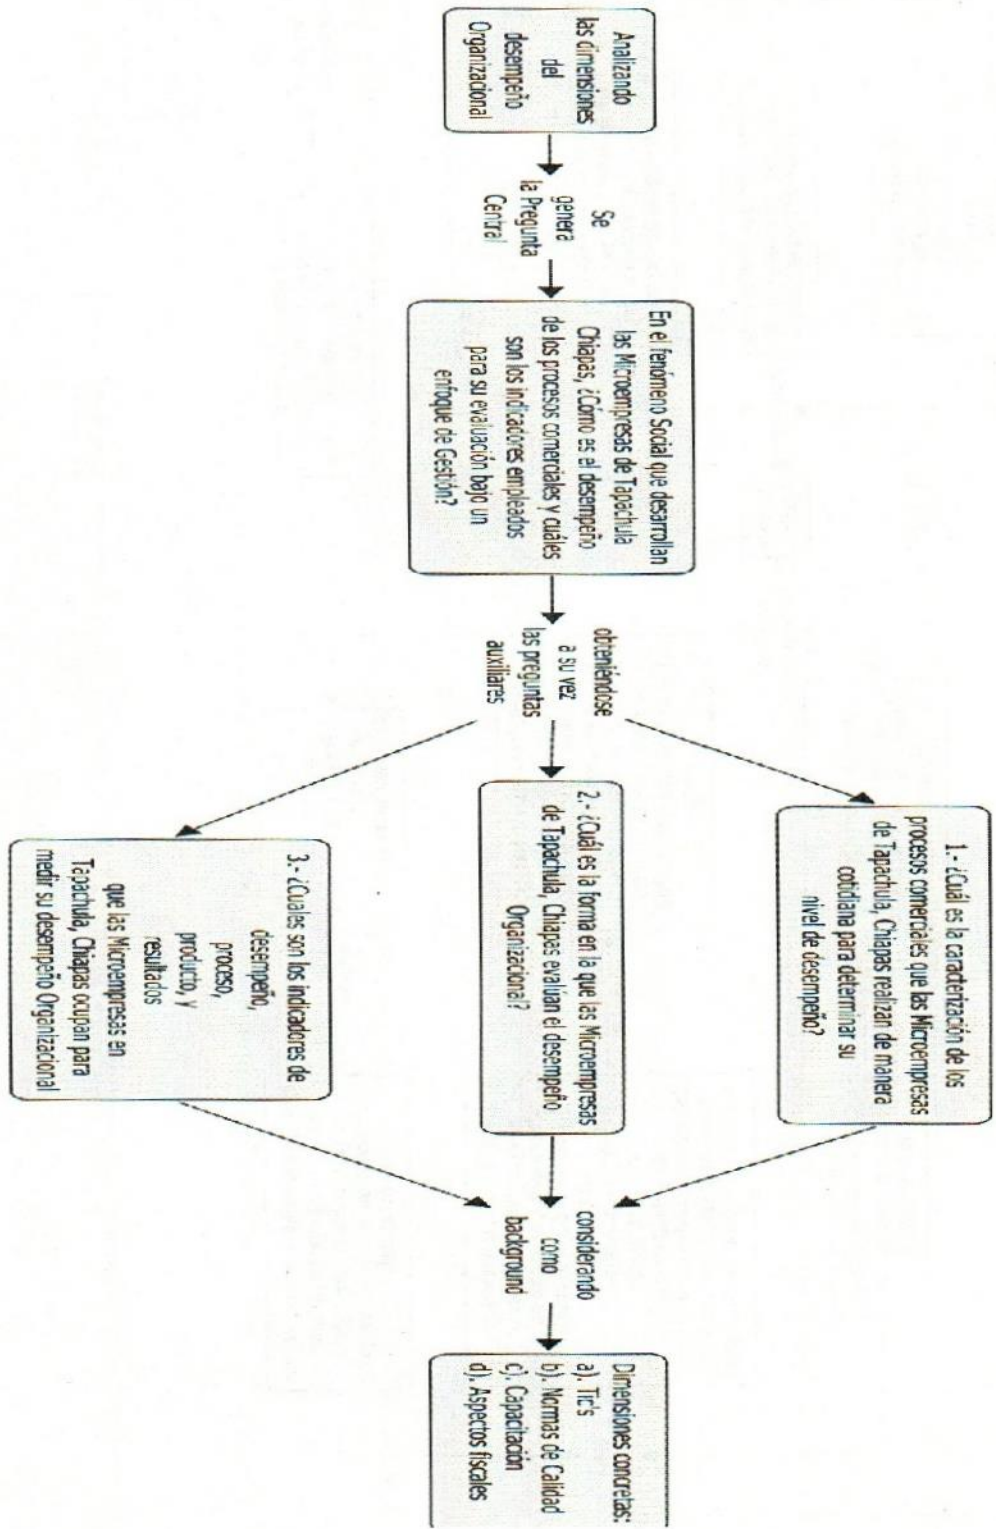 Analizando
las dimensiones
del
desempeño
Organizacional
Se
genera
la Pregunta
Central
En el fenómeno Social que desarrollan
las Microempresas de Tapachula
Chiapas, ¿Cómo es el desempeño
de los procesos comerciales y cuáles
son los indicadores empleados
para su evaluación bajo un
enfoque de Gestión?
obteniéndose
a su vez
las preguntas
auxiliares
1.- ¿Cuál es la caracterización de los
procesos comerciales que las Microempresas
de Tapachula, Chiapas realizan de manera
cotidiana para determinar su
nivel de desempeño?
2.- ¿Cuál es la forma en la que las Microempresas
de Tapachula, Chiapas evalúan el desempeño
Organizacional?
3.- ¿Cuales son los indicadores de
desempeño,
proceso,
producto, y
resultados
que las Microempresas en
Tapachula, Chiapas ocupan para
medir su desempeño Organizacional
considerando
como
background
Dimensiones concretas:
a). Tic's
b). Normas de Calidad
c). Capacitación
d). Aspectos fiscales